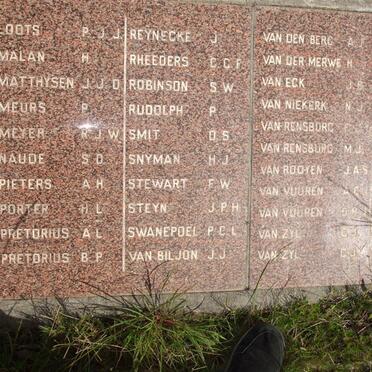 LOOTS P.J.J.
MALAN H.
MATTHYSEN J.J.D.
MEURS P.
MEYER R.J.W.
NAUDE S.D.
PIETERS A.H.
PORTER H.L.
PRETORIUS A.L.
PRETORIUS B.P.
REYNECKE J.
RHEEDERS C.C.F.
ROBINSON S.W.
RUDOLPH P.
SMIT D.S.
SNYMAN H.J.
STEWART F.W.
STEYN J.P.H.
SWANEPOEL P.C.L.
VAN BILJON J.J.
VAN DEN BERG A.J.
VAN DER MERWE H.
VAN ECK J.
VAN NIEKERK N.J.
VAN RENSBURG
VAN RENSBURG M.J.
VAN ROOYEN J.A.S.
VAN VUUREN
VAN VUUREN
VAN ZYL
VAN ZYL